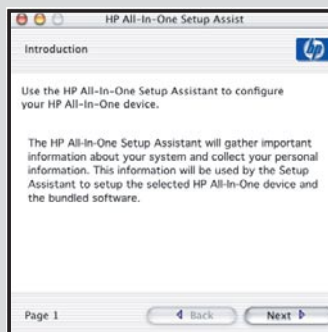 HP All-In-One Setup Assist
Introduction
hp
Use the HP All-In-One Setup Assistant to configure
your HP All-In-One device.
The HP All-In-One Setup Assistant will gather important
information about your system and collect your personal
information. This information will be used by the Setup
Assistant to setup the selected HP All-In-One device and
the bundled software.
Page 1
Back
Next